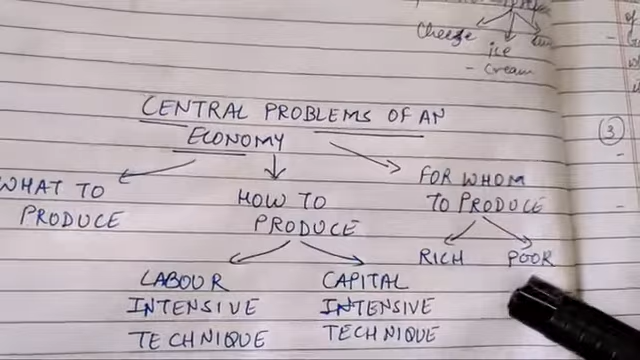 Cheese
ice
- Cream
CENTRAL PROBLEMS OF AN
ECONOMY
WHAT TO
PRODUCE
HOW TO
PRODUCE
FOR WHOM
TO PRODUCE
RICH POOR
LABOUR
INTENSIVE
TECHNIQUE
CAPITAL
INTENSIVE
TECHNIQUE
of
3